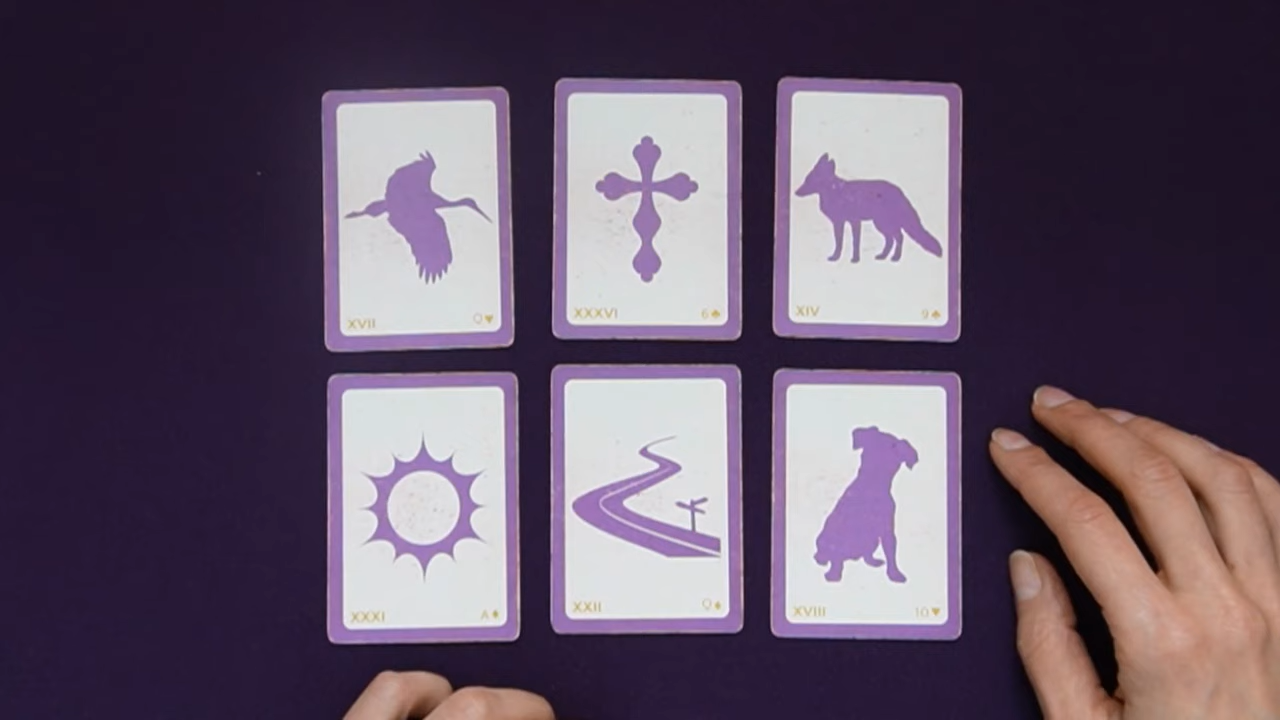 XVII Q♥
XXXVI 6♣
XIV 9♣
XXXI A♦
XXII Q♦
XVIII 10♥